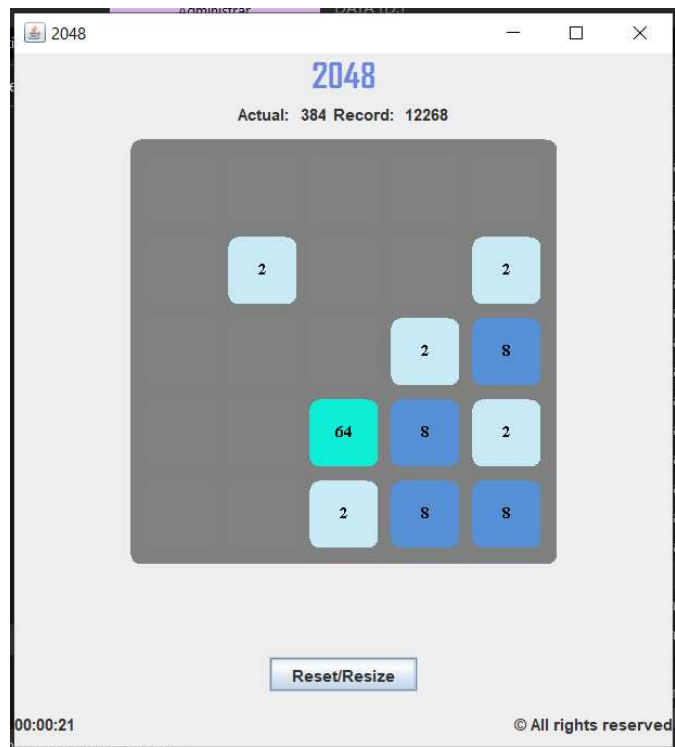 Administrar
2048
2048
Actual: 384 Record: 12268
2 2
2 8
64 8 2
2 8 8
Reset/Resize
00:00:21
© All rights reserved